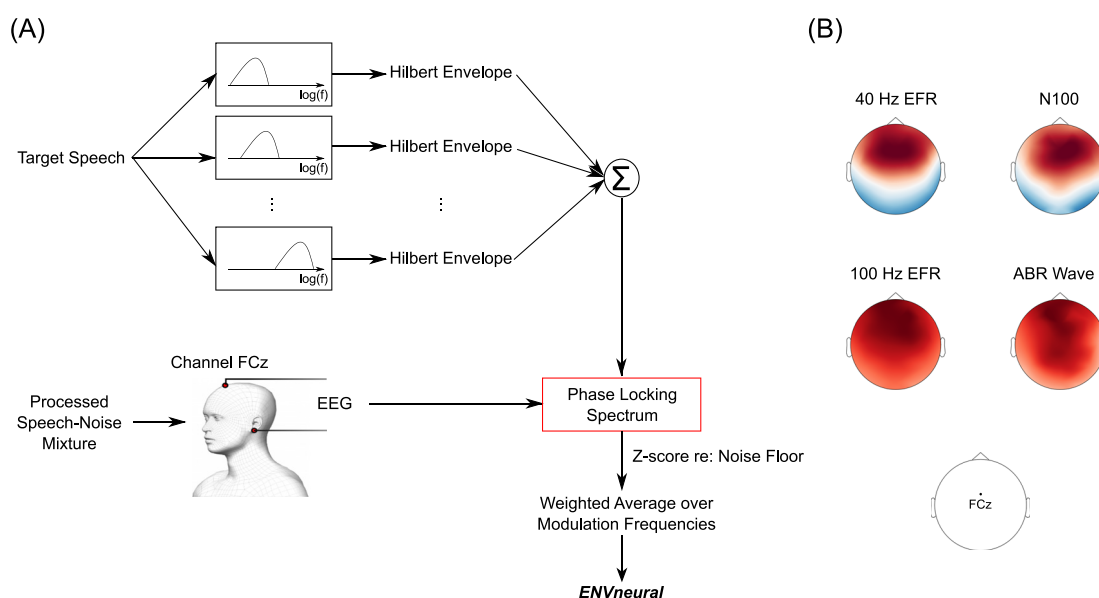 (A)
(B)
log(f)
Hilbert Envelope
log(f)
Hilbert Envelope
Target Speech
...
...
Σ
log(f)
Hilbert Envelope
Channel FCz
EEG
Processed
Speech-Noise
Mixture
Phase Locking
Spectrum
Z-score re: Noise Floor
Weighted Average over
Modulation Frequencies
ENVneural
40 Hz EFR
N100
100 Hz EFR
ABR Wave
FCz